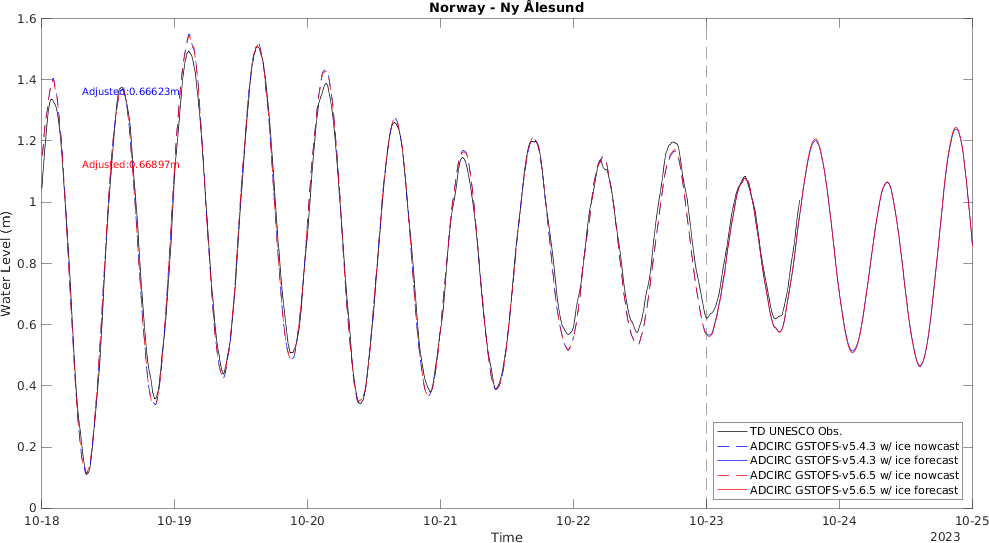 Norway - Ny Ålesund
1.6
1.4
1.2
1
0.8
0.6
0.4
0.2
0
Water Level (m)
Adjusted:0.66623m
Adjusted:0.66897m
TD UNESCO Obs.
ADCIRC GSTOFS-v5.4.3 w/ ice nowcast
ADCIRC GSTOFS-v5.4.3 w/ ice forecast
ADCIRC GSTOFS-v5.6.5 w/ ice nowcast
ADCIRC GSTOFS-v5.6.5 w/ ice forecast
10-18 10-19 10-20 10-21 10-22 10-23 10-24 10-25
Time
2023